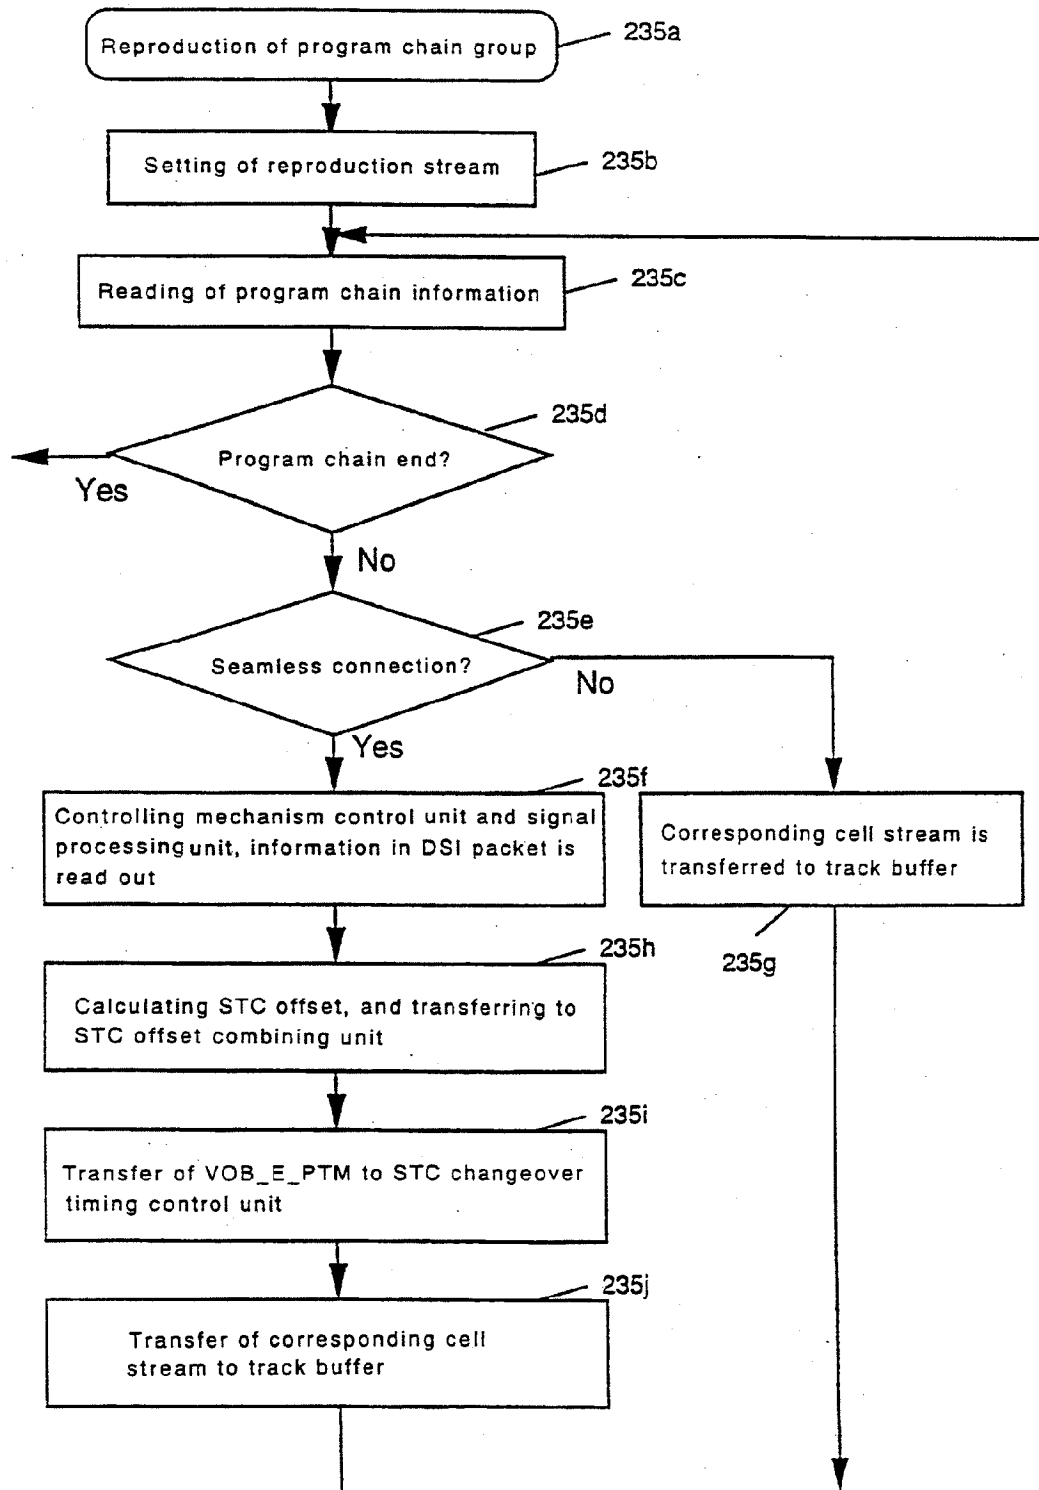 Reproduction of program chain group
235a
Setting of reproduction stream
235b
Reading of program chain information
235c
235d
Program chain end?
Yes
No
235e
Seamless connection?
No
Yes
235f
Controlling mechanism control unit and signal
processing unit, information in DSI packet is
read out
Corresponding cell stream is
transferred to track buffer
235g
235h
Calculating STC offset, and transferring to
STC offset combining unit
235i
Transfer of VOB_E_PTM to STC changeover
timing control unit
235j
Transfer of corresponding cell
stream to track buffer